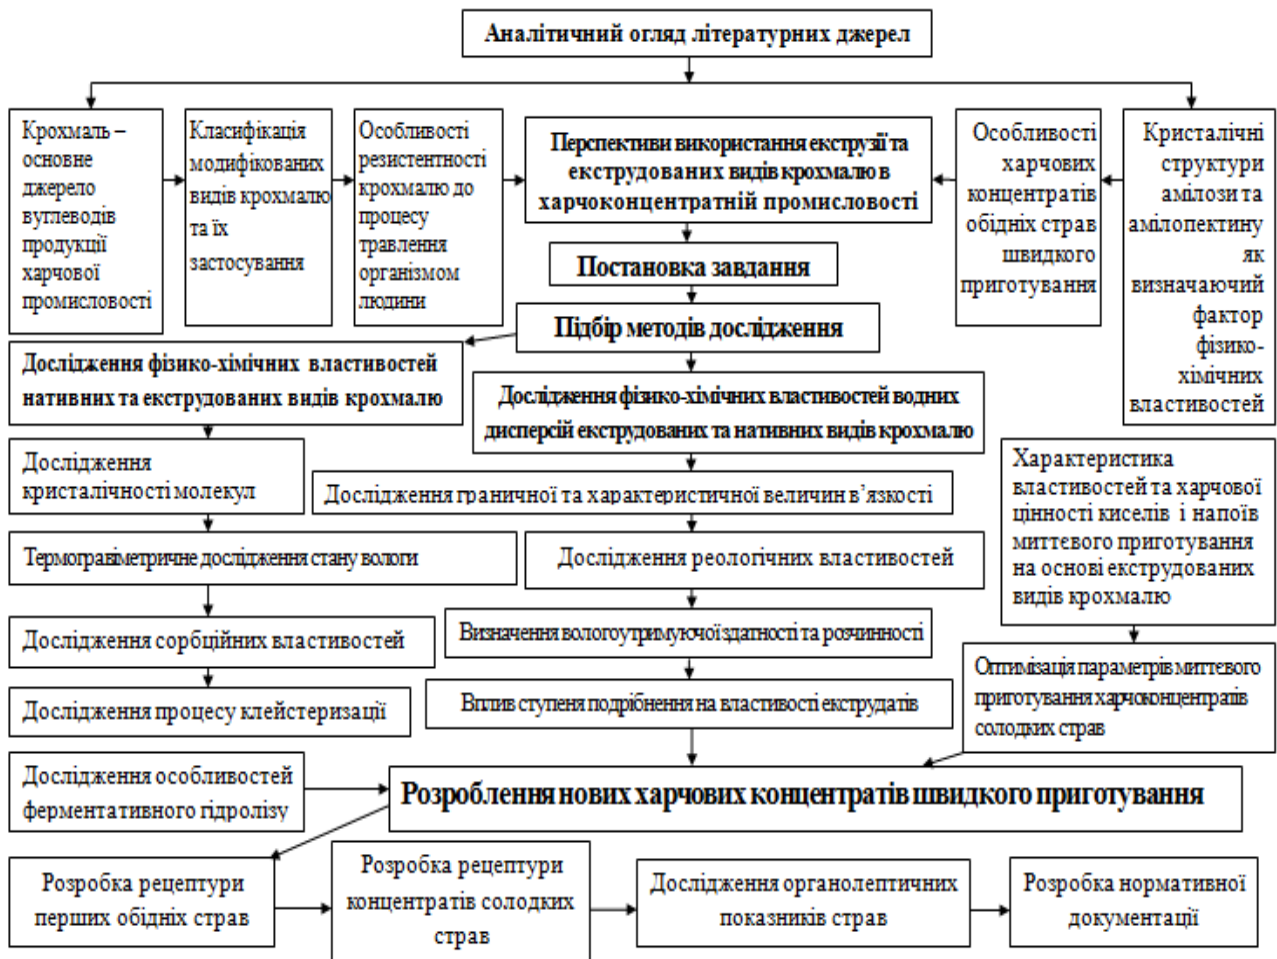 Аналітичний огляд літературних джерел
Крохмаль –
основне
джерело
вуглеводів
продукції
харчової
промисловості
Класифікація
модифікованих
видів крохмалю
та їх
застосування
Особливості
резистентності
крохмалю до
процесу
травлення
організмом
людини
Перспективи використання екструзії та
екструдованих видів крохмалю в
харчоконцентратній промисловості
Особливості
харчових
концентратів
обідніх страв
швидкого
приготування
Кристалічні
структури
амілози та
амілопектину
як
визначаючий
фактор
фізико-
хімічних
властивостей
Постановка завдання
Підбір методів дослідження
Дослідження фізико-хімічних властивостей
нативних та екструдованих видів крохмалю
Дослідження фізико-хімічних властивостей водних
дисперсій екструдованих та нативних видів крохмалю
Дослідження
кристалічності молекул
Дослідження граничної та характеристичної величин в’язкості
Характеристика
властивостей та харчової
цінності киселів і напоїв
миттєвого приготування
на основі екструдованих
видів крохмалю
Термогравіметричне дослідження стану вологи
Дослідження реологічних властивостей
Дослідження сорбційних властивостей
Визначення вологоутримуючої здатності та розчинності
Оптимізація параметрів миттєвого
приготування харчоконцентратів
солодких страв
Дослідження процесу клейстеризації
Вплив ступеня подрібнення на властивості екструдатів
Дослідження особливостей
ферментативного гідролізу
Розроблення нових харчових концентратів швидкого приготування
Розробка рецептури
перших обідніх страв
Розробка рецептури
концентратів солодких
страв
Дослідження органолептичних
показників страв
Розробка нормативної
документації